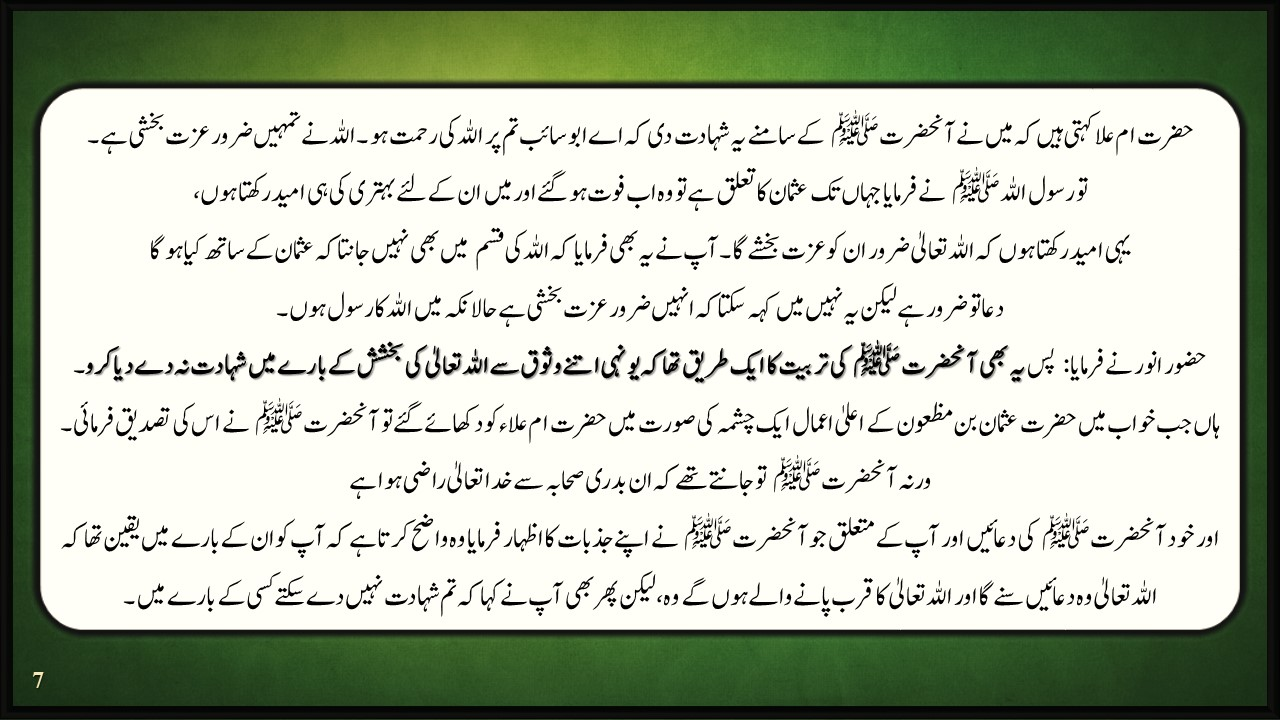 حضرت ام علا کہتی ہیں کہ میں نے آنحضرت ﷺ کے سامنے یہ شہادت دی کہ اے ابو سائب تم پر اللہ کی رحمت ہو۔ اللہ نے تمہیں ضرور عزت بخشی ہے۔
تو رسول اللہ ﷺ نے فرمایا جہاں تک عثمان کا تعلق ہے تو وہ اب فوت ہو گئے اور میں ان کے لئے بہتری کی ہی امید رکھتا ہوں،
یہی امید رکھتا ہوں کہ اللہ تعالیٰ ضرور ان کو عزت بخشے گا۔ آپ نے یہ بھی فرمایا کہ اللہ کی قسم میں بھی نہیں جانتا کہ عثمان کے ساتھ کیا ہو گا
دعا تو ضرور ہے لیکن یہ نہیں میں کہہ سکتا کہ انہیں ضرور عزت بخشی ہے حالانکہ میں اللہ کا رسول ہوں۔
حضور انور نے فرمایا: پس یہ بھی آنحضرت ﷺ کی تربیت کا ایک طریق تھا کہ یونہی اتنے وثوق سے اللہ تعالیٰ کی بخشش کے بارے میں شہادت نہ دے دیا کرو۔
ہاں جب خواب میں حضرت عثمان بن مظعون کے اعلیٰ اعمال ایک چشمہ کی صورت میں حضرت ام علاء کو دکھائے گئے تو آنحضرت ﷺ نے اس کی تصدیق فرمائی۔
ورنہ آنحضرت ﷺ تو جانتے تھے کہ ان بدری صحابہ سے خدا تعالیٰ راضی ہوا ہے
اور خود آنحضرت ﷺ کی دعائیں اور آپ کے متعلق جو آنحضرت ﷺ نے اپنے جذبات کا اظہار فرمایا وہ واضح کرتا ہے کہ آپ کو ان کے بارے میں یقین تھا کہ
اللہ تعالیٰ وہ دعائیں سنے گا اور اللہ تعالیٰ کا قرب پانے والے ہوں گے وہ، لیکن پھر بھی آپ نے کہا کہ تم شہادت نہیں دے سکتے کسی کے بارے میں۔
7